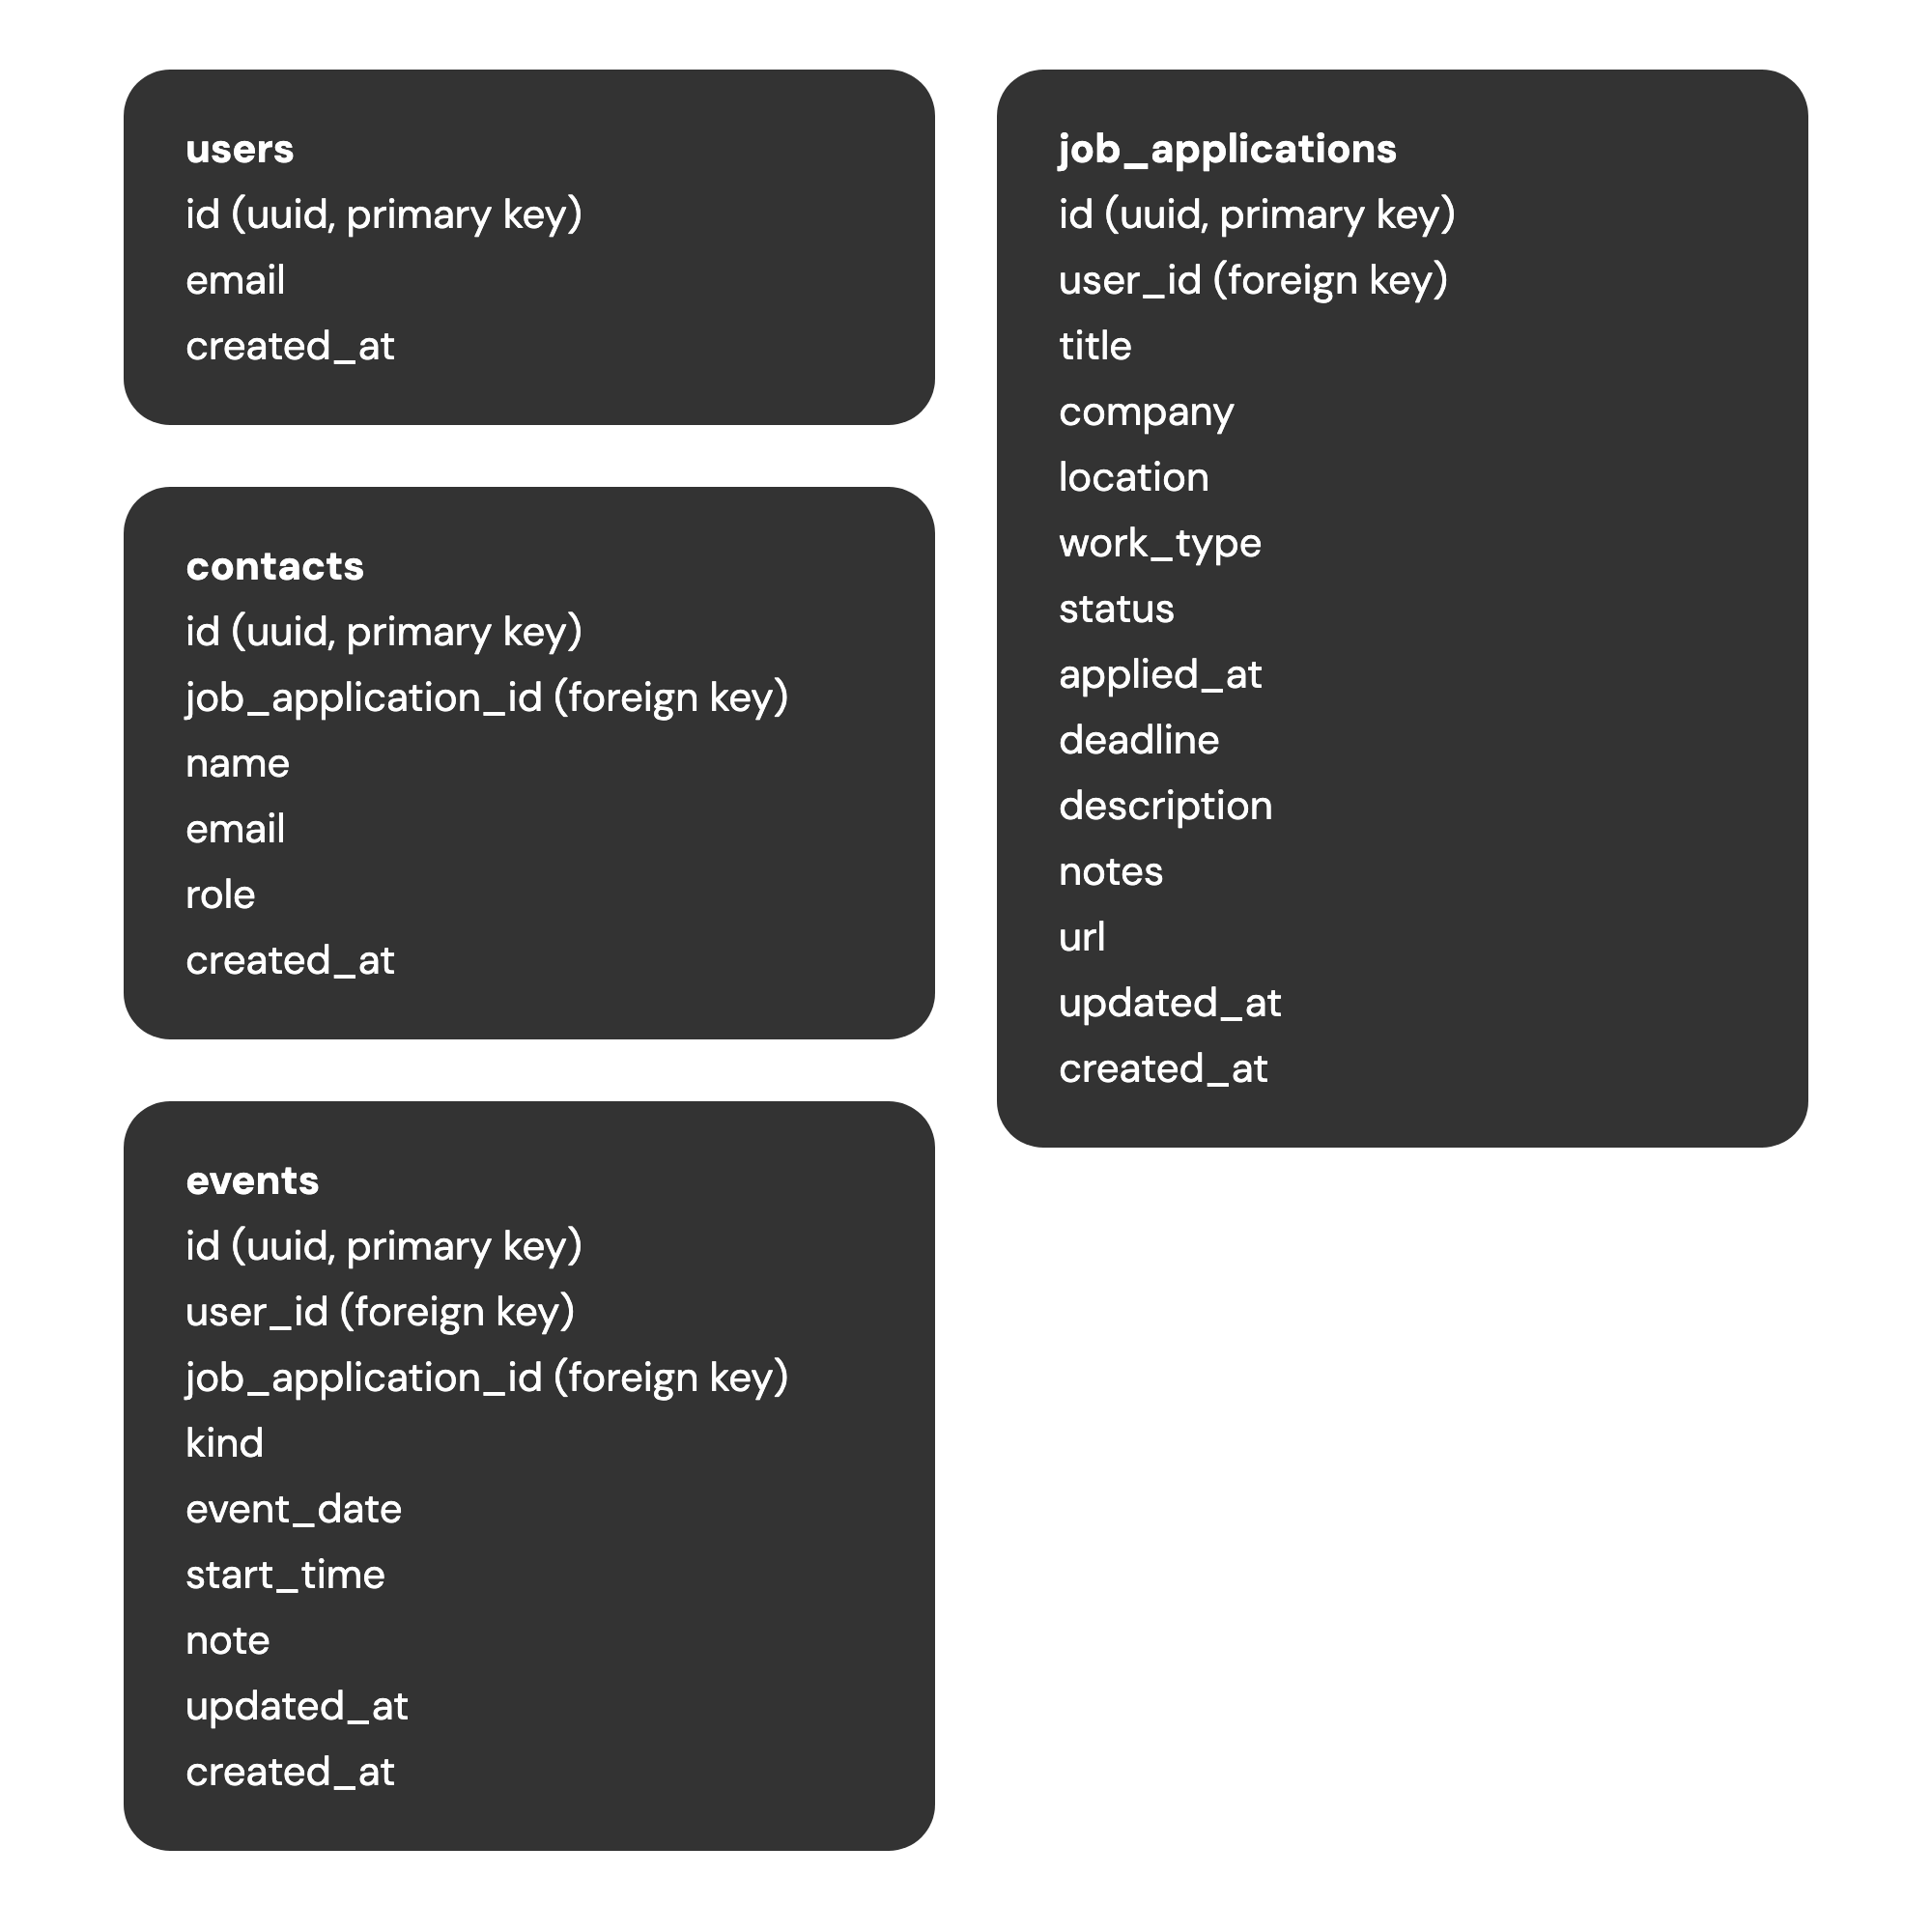 users
id (uuid, primary key)
email
created_at
contacts
id (uuid, primary key)
job_application_id (foreign key)
name
email
role
created_at
events
id (uuid, primary key)
user_id (foreign key)
job_application_id (foreign key)
kind
event_date
start_time
note
updated_at
created_at
job_applications
id (uuid, primary key)
user_id (foreign key)
title
company
location
work_type
status
applied_at
deadline
description
notes
url
updated_at
created_at